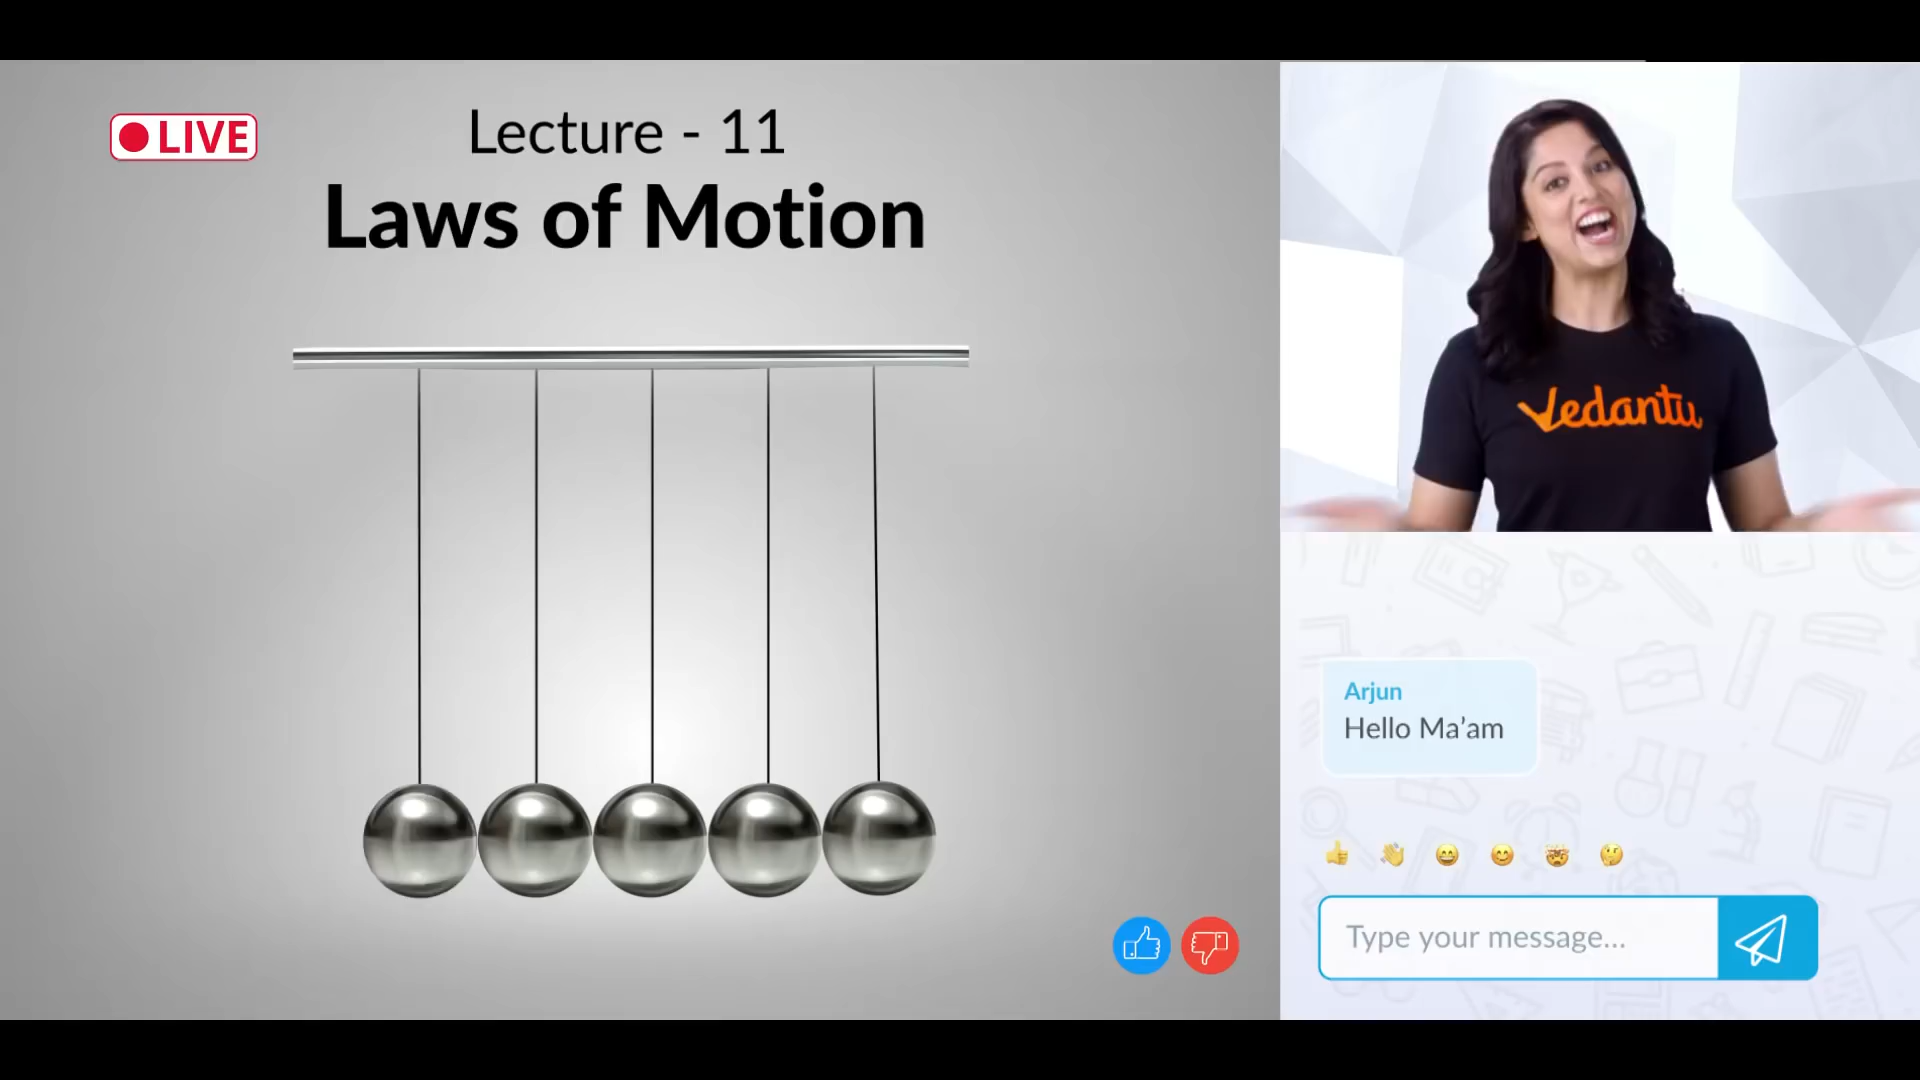 LIVE
Lecture - 11
Laws of Motion
Vedantu
Arjun
Hello Ma’am
Type your message...